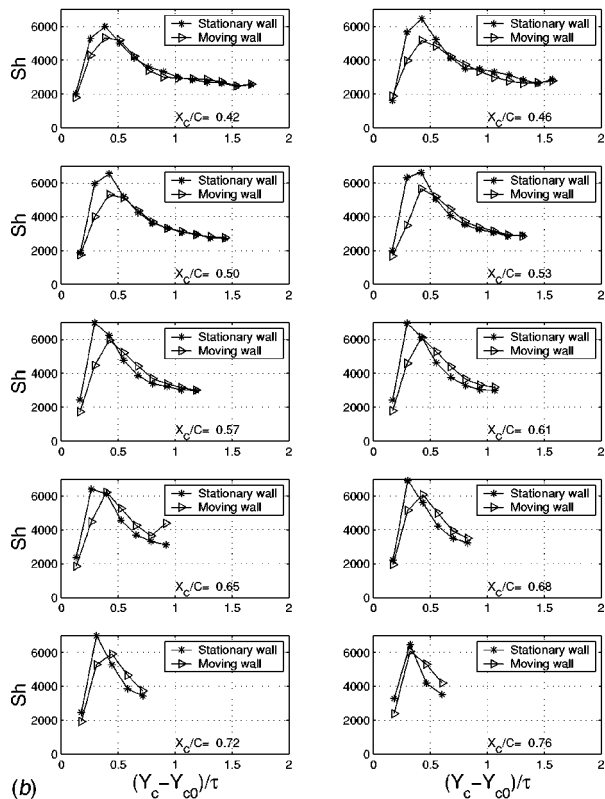 6000
4000
2000
0
Sh
0 0.5 1 1.5 2
Stationary wall
Moving wall
X_C/C= 0.42
6000
4000
2000
0
0 0.5 1 1.5 2
Stationary wall
Moving wall
X_C/C= 0.46
6000
4000
2000
0
Sh
0 0.5 1 1.5 2
Stationary wall
Moving wall
X_C/C= 0.50
6000
4000
2000
0
0 0.5 1 1.5 2
Stationary wall
Moving wall
X_C/C= 0.53
6000
4000
2000
0
Sh
0 0.5 1 1.5 2
Stationary wall
Moving wall
X_C/C= 0.57
6000
4000
2000
0
0 0.5 1 1.5 2
Stationary wall
Moving wall
X_C/C= 0.61
6000
4000
2000
0
Sh
0 0.5 1 1.5 2
Stationary wall
Moving wall
X_C/C= 0.65
6000
4000
2000
0
0 0.5 1 1.5 2
Stationary wall
Moving wall
X_C/C= 0.68
6000
4000
2000
0
Sh
0 0.5 1 1.5 2
Stationary wall
Moving wall
X_C/C= 0.72
(Y_c−Y_c0)/τ
6000
4000
2000
0
0 0.5 1 1.5 2
Stationary wall
Moving wall
X_C/C= 0.76
(Y_c−Y_c0)/τ
(b)